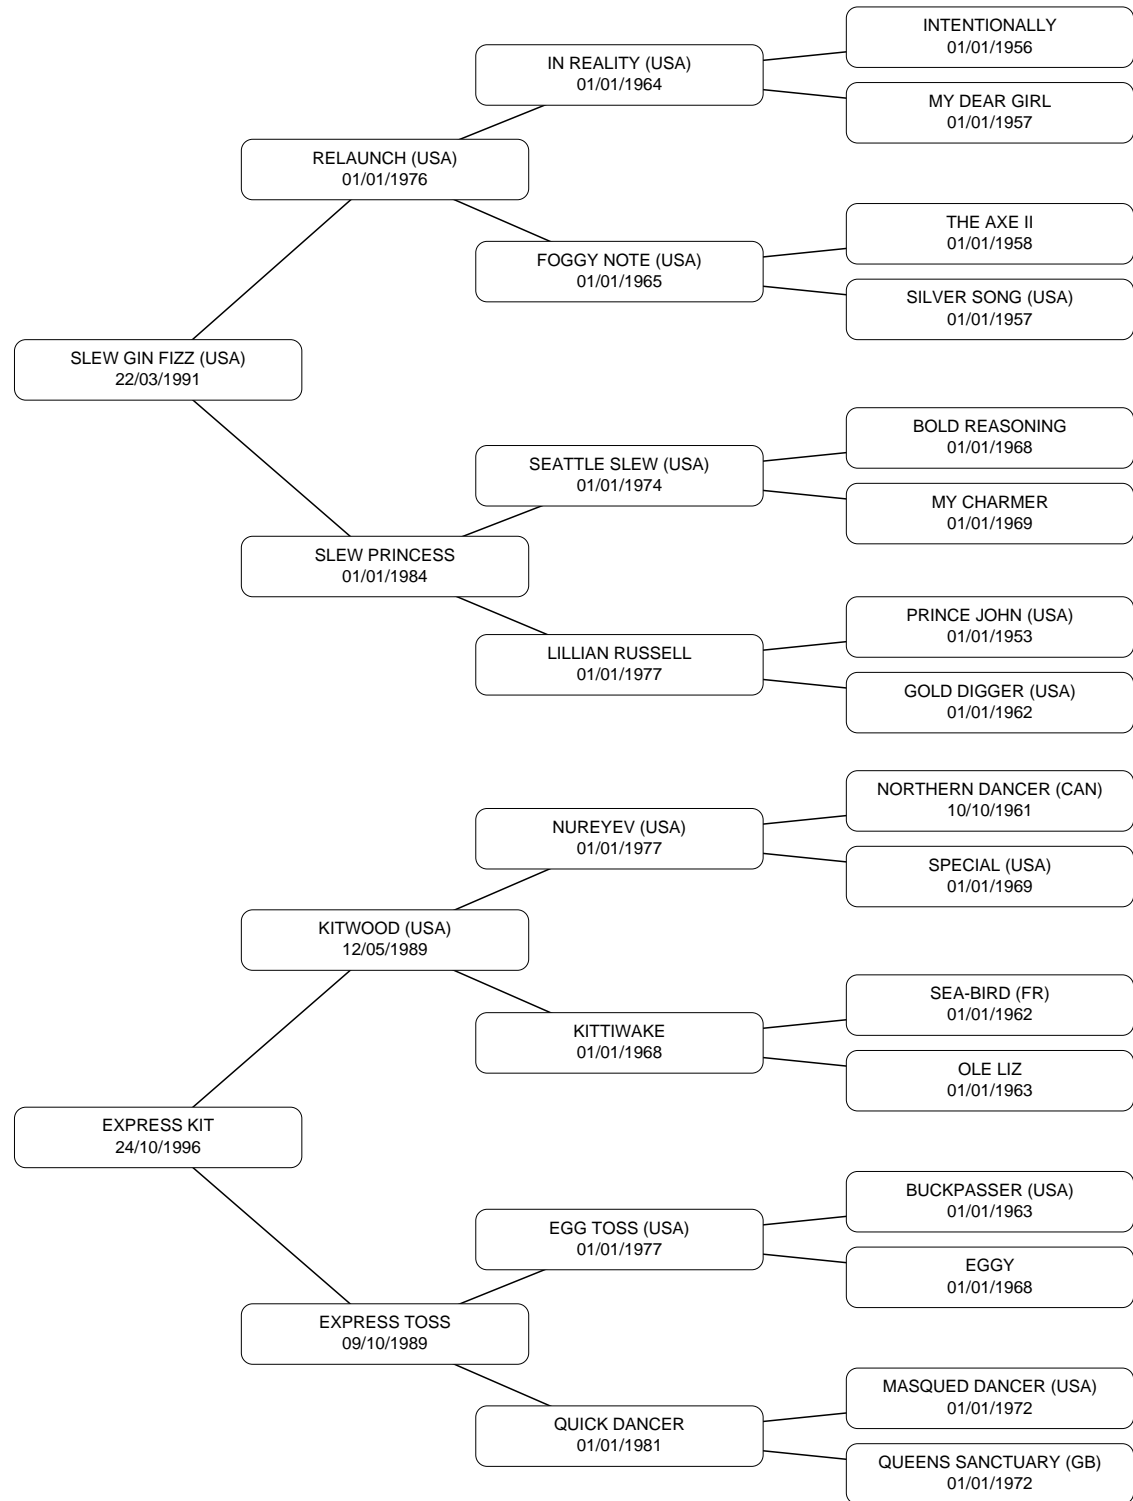 INTENTIONALLY
01/01/1956
IN REALITY (USA)
01/01/1964
MY DEAR GIRL
01/01/1957
RELAUNCH (USA)
01/01/1976
THE AXE II
01/01/1958
FOGGY NOTE (USA)
01/01/1965
SILVER SONG (USA)
01/01/1957
SLEW GIN FIZZ (USA)
22/03/1991
BOLD REASONING
01/01/1968
SEATTLE SLEW (USA)
01/01/1974
MY CHARMER
01/01/1969
SLEW PRINCESS
01/01/1984
PRINCE JOHN (USA)
01/01/1953
LILLIAN RUSSELL
01/01/1977
GOLD DIGGER (USA)
01/01/1962
NORTHERN DANCER (CAN)
10/10/1961
NUREYEV (USA)
01/01/1977
SPECIAL (USA)
01/01/1969
KITWOOD (USA)
12/05/1989
SEA-BIRD (FR)
01/01/1962
KITTIWAKE
01/01/1968
OLE LIZ
01/01/1963
EXPRESS KIT
24/10/1996
BUCKPASSER (USA)
01/01/1963
EGG TOSS (USA)
01/01/1977
EGGY
01/01/1968
EXPRESS TOSS
09/10/1989
MASQUED DANCER (USA)
01/01/1972
QUICK DANCER
01/01/1981
QUEENS SANCTUARY (GB)
01/01/1972